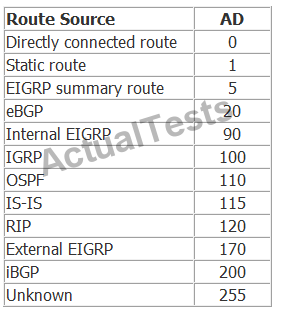 Route Source AD
Directly connected route 0
Static route 1
EIGRP summary route 5
eBGP 20
Internal EIGRP 90
IGRP 100
OSPF 110
IS-IS 115
RIP 120
External EIGRP 170
iBGP 200
Unknown 255
ActualTests